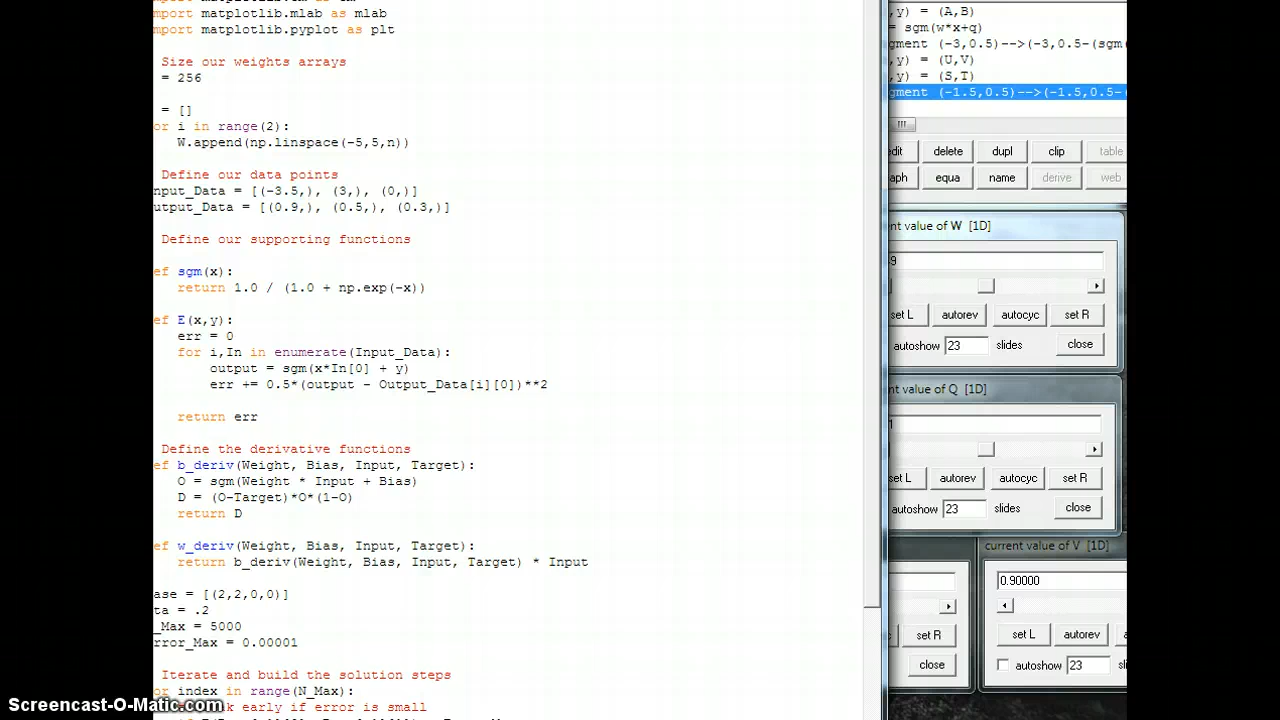 mport matplotlib.mlab as mlab
mport matplotlib.pyplot as plt
Size our weights arrays
= 256
= []
or i in range(2):
W.append(np.linspace(-5,5,n))
Define our data points
nput_Data = [(-3.5,), (3,), (0,)]
utput_Data = [(0.9,), (0.5,), (0.3,)]
Define our supporting functions
ef sgm(x):
return 1.0 / (1.0 + np.exp(-x))
ef E(x,y):
err = 0
for i,In in enumerate(Input_Data):
output = sgm(x*In[0] + y)
err += 0.5*(output - Output_Data[i][0])**2
return err
Define the derivative functions
ef b_deriv(Weight, Bias, Input, Target):
O = sgm(Weight * Input + Bias)
D = (O-Target)*O*(1-O)
return D
ef w_deriv(Weight, Bias, Input, Target):
return b_deriv(Weight, Bias, Input, Target) * Input
ase = [(2,2,0,0)]
ta = .2
_Max = 5000
rror_Max = 0.00001
Iterate and build the solution steps
or index in range(N_Max):
k early if error is small
,y) = (A,B)
= sgm(w*x+q)
gment (-3,0.5)-->(-3,0.5-(sgm(
,y) = (U,V)
,y) = (S,T)
gment (-1.5,0.5)-->(-1.5,0.5-
edit delete dupl clip table
aph equa name derive web
ent value of W [1D]
9
set L autorev autocyc set R
autoshow 23 slides close
nt value of Q [1D]
1
set L autorev autocyc set R
autoshow 23 slides close
current value of V [1D]
0.90000
set R set L autorev
close autoshow 23 sli
Screencast-O-Matic.com